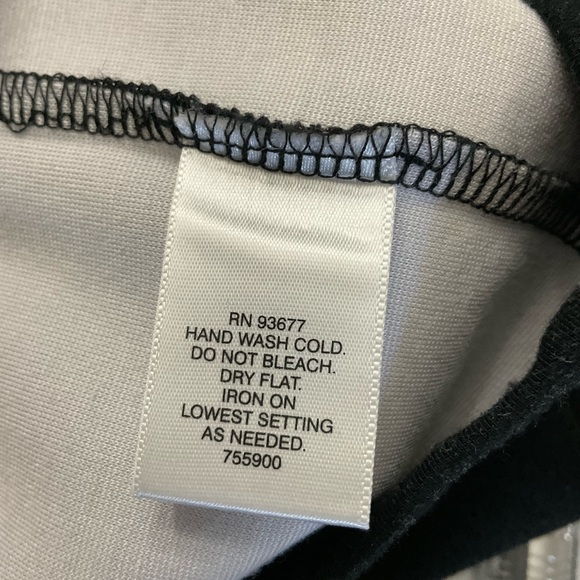 RN 93677
HAND WASH COLD.
DO NOT BLEACH.
DRY FLAT.
IRON ON
LOWEST SETTING
AS NEEDED.
755900